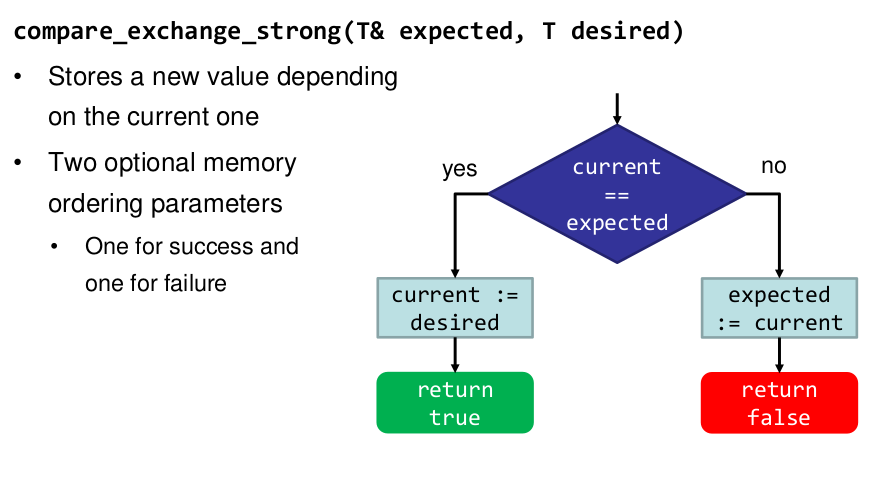 compare_exchange_strong(T& expected, T desired)
• Stores a new value depending
on the current one
• Two optional memory
ordering parameters
• One for success and
one for failure
current
==
expected
yes
no
current :=
desired
expected
:= current
return
true
return
false